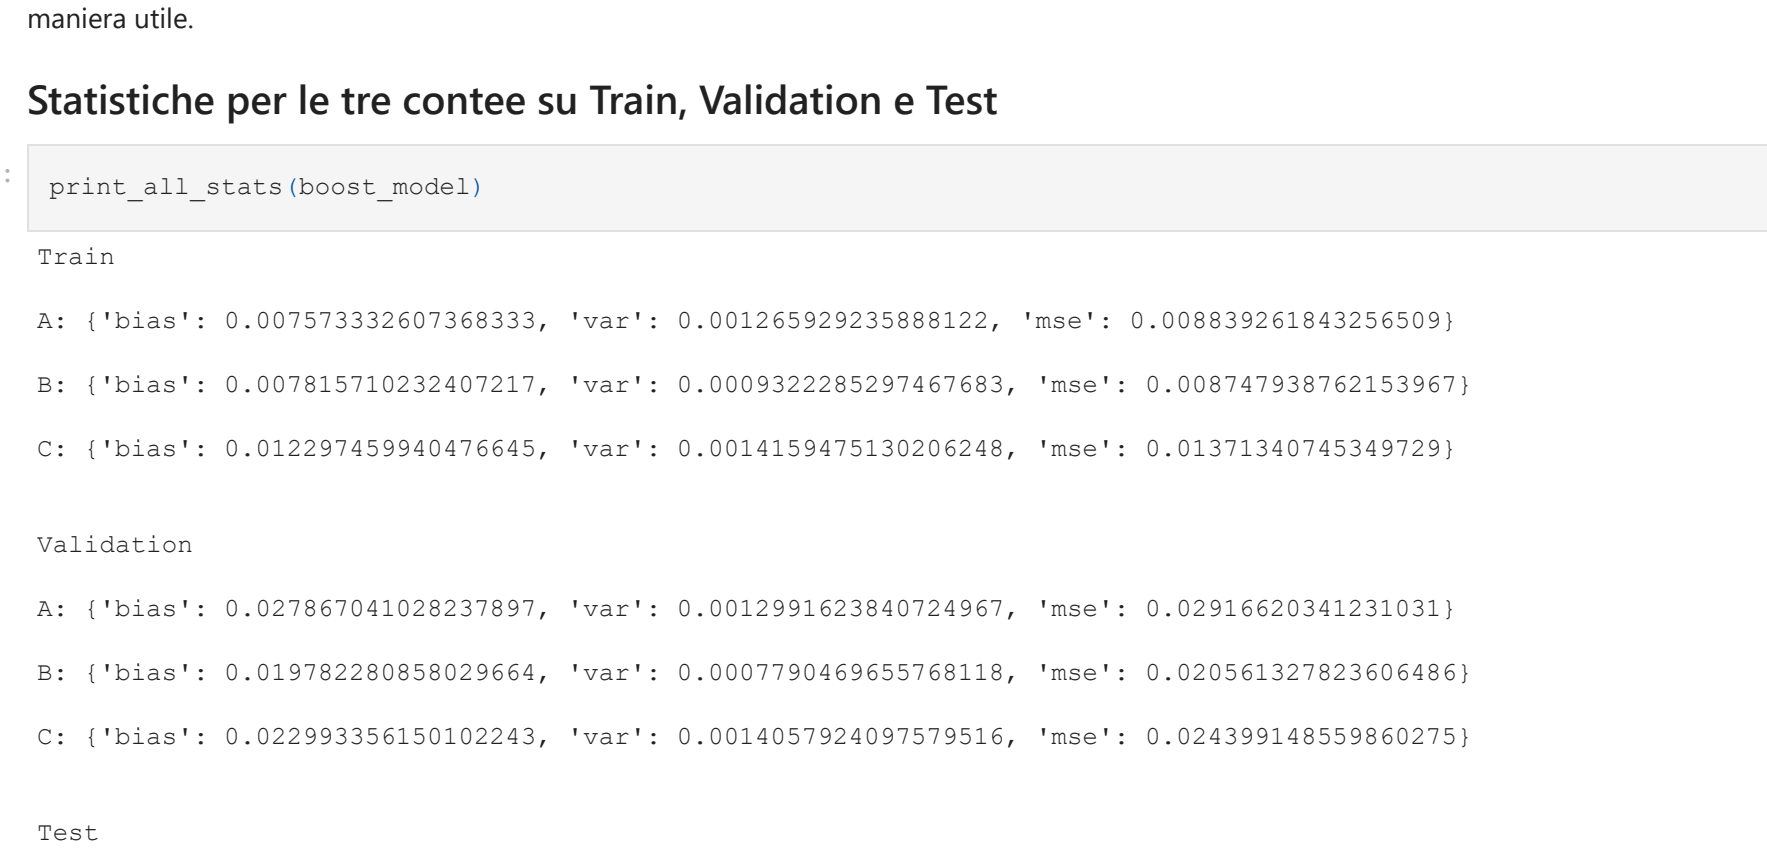 maniera utile.
Statistiche per le tre contee su Train, Validation e Test
:
print_all_stats(boost_model)
Train
A: {'bias': 0.007573332607368333, 'var': 0.001265929235888122, 'mse': 0.008839261843256509}
B: {'bias': 0.007815710232407217, 'var': 0.0009322285297467683, 'mse': 0.008747938762153967}
C: {'bias': 0.012297459940476645, 'var': 0.0014159475130206248, 'mse': 0.01371340745349729}
Validation
A: {'bias': 0.027867041028237897, 'var': 0.0012991623840724967, 'mse': 0.02916620341231031}
B: {'bias': 0.019782280858029664, 'var': 0.0007790469655768118, 'mse': 0.020561327823606486}
C: {'bias': 0.022993356150102243, 'var': 0.0014057924097579516, 'mse': 0.024399148559860275}
Test